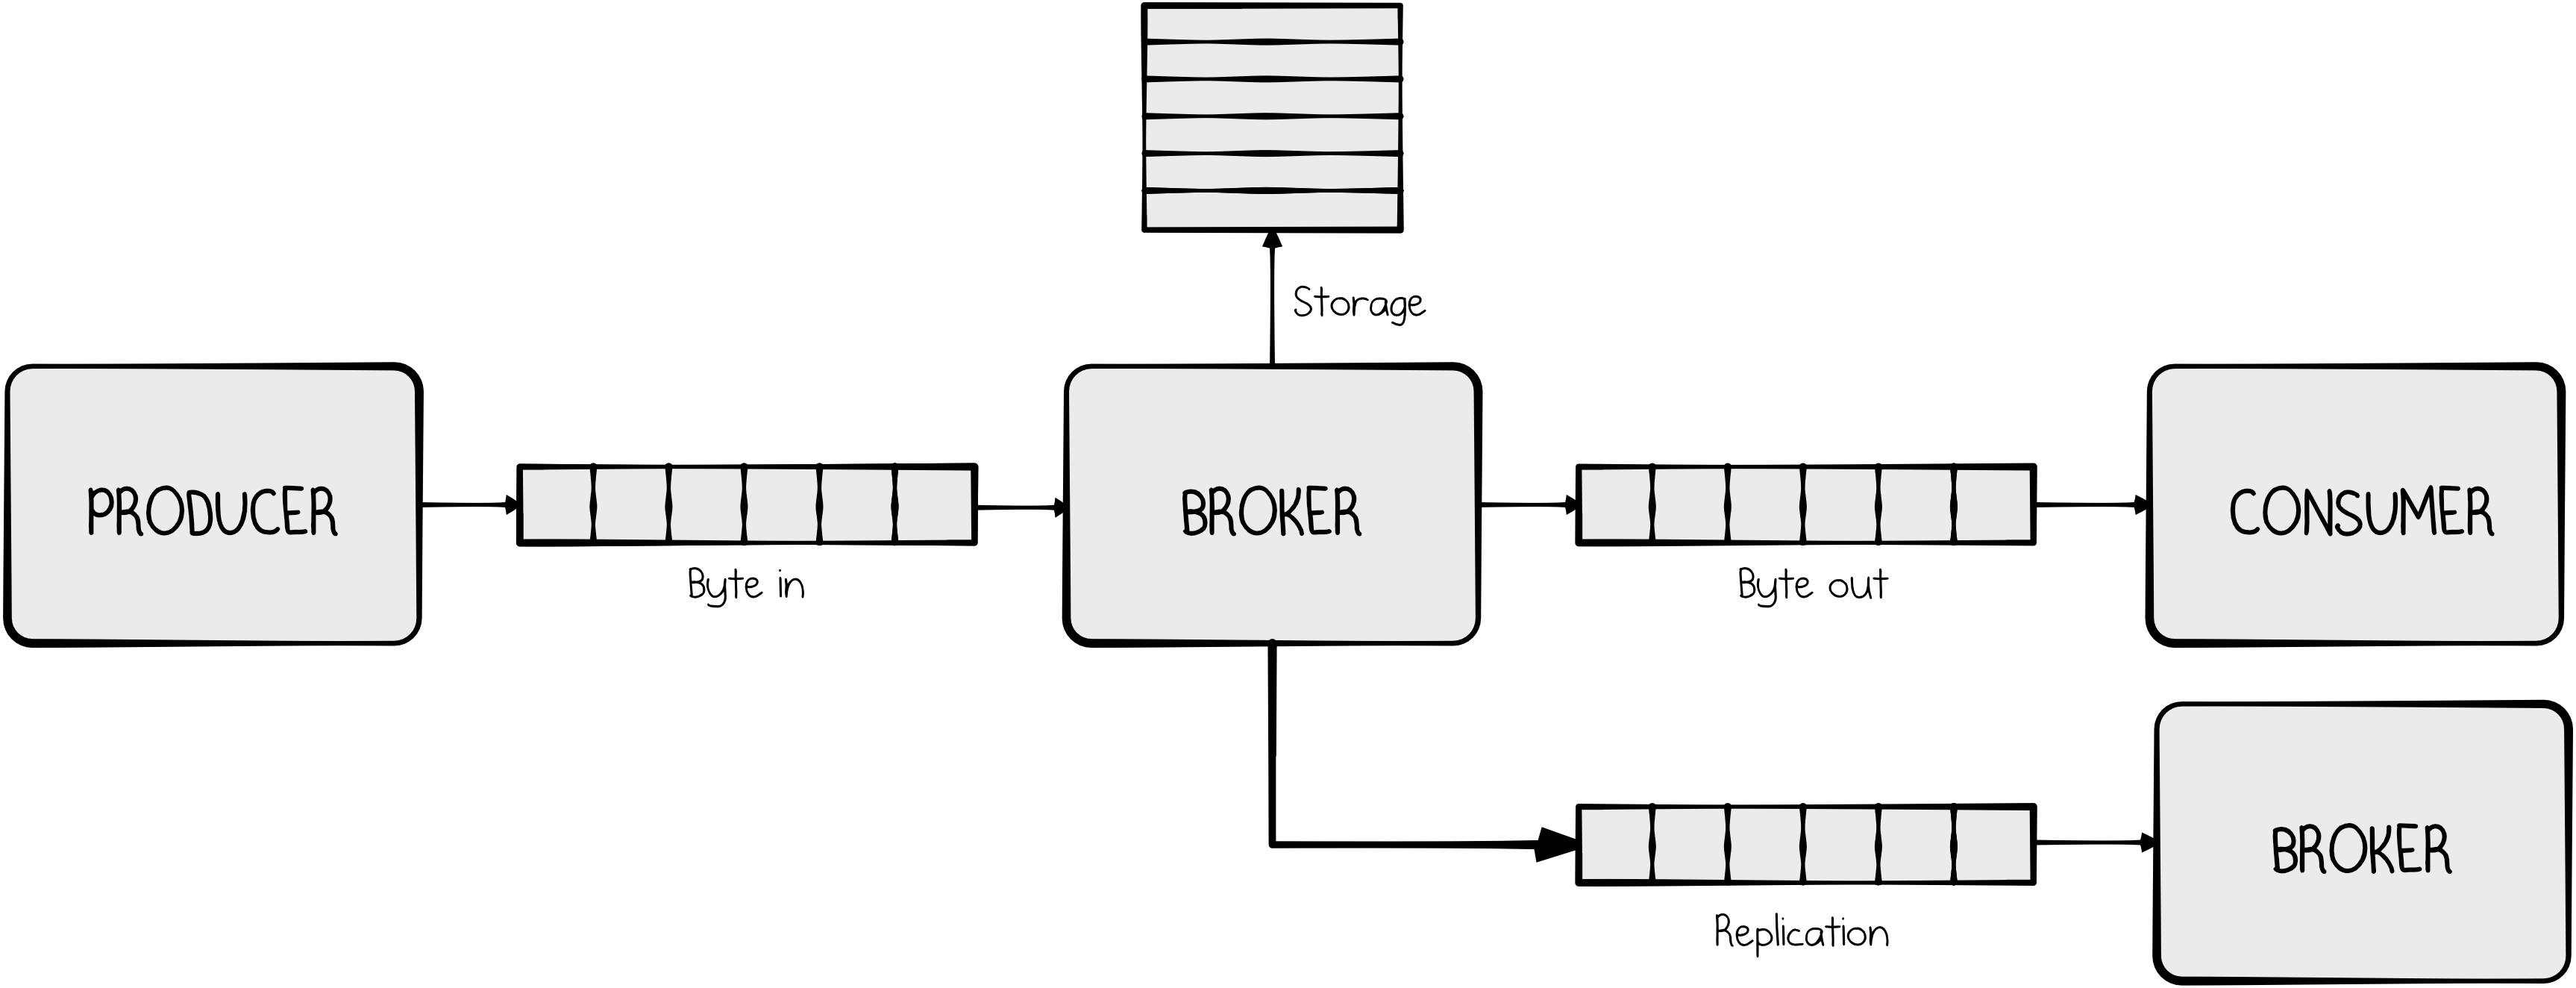 Storage
PRODUCER
BROKER
CONSUMER
Byte in
Byte out
BROKER
Replication